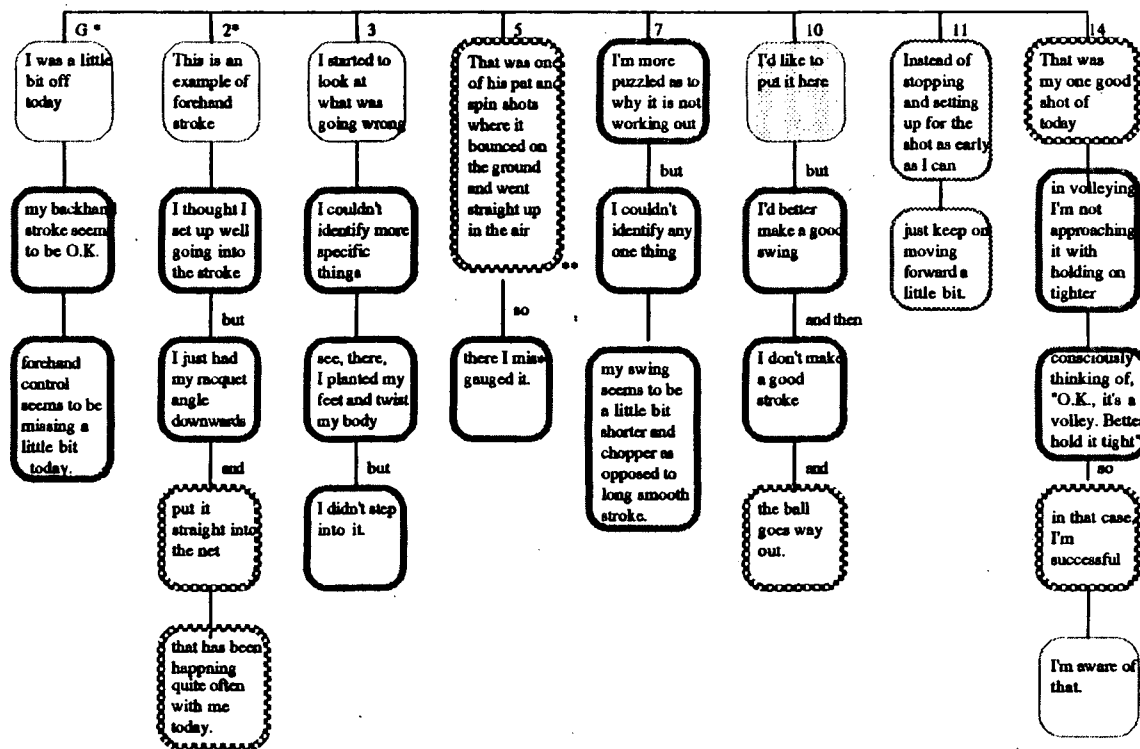 G *
I was a little
bit off
today
my backhand
stroke seem
to be O.K.
forehand
control
seems to be
missing a
little bit
today.
2*
This is an
example of
forehand
stroke
I thought I
set up well
going into
the stroke
but
I just had
my racquet
angle
downwards
and
put it
straight into
the net
that has been
happning
quite often
with me
today.
3
I started to
look at
what was
going wrong
I couldn't
identify more
specific
things
see, there,
I planted my
feet and twist
my body
but
I didn't step
into it.
5
That was one
of his pat and
spin shots
where it
bounced on
the ground
and went
straight up
in the air
**
so
there I mis-
gauged it.
7
I'm more
puzzled as to
why it is not
working out
but
I couldn't
identify any
one thing
my swing
seems to be
a little bit
shorter and
chopper as
opposed to
long smooth
stroke.
10
I'd like to
put it here
but
I'd better
make a good
swing
and then
I don't make
a good
stroke
and
the ball
goes way
out.
11
Instead of
stopping
and setting
up for the
shot as early
as I can
just keep on
moving
forward a
little bit.
14
That was
my one good
shot of
today
in volleying
I'm not
approaching
it with
holding on
tighter
consciously
thinking of,
"O.K., it's a
volley. Bette
hold it tight"
so
in that case,
I'm
successful
I'm aware of
that.